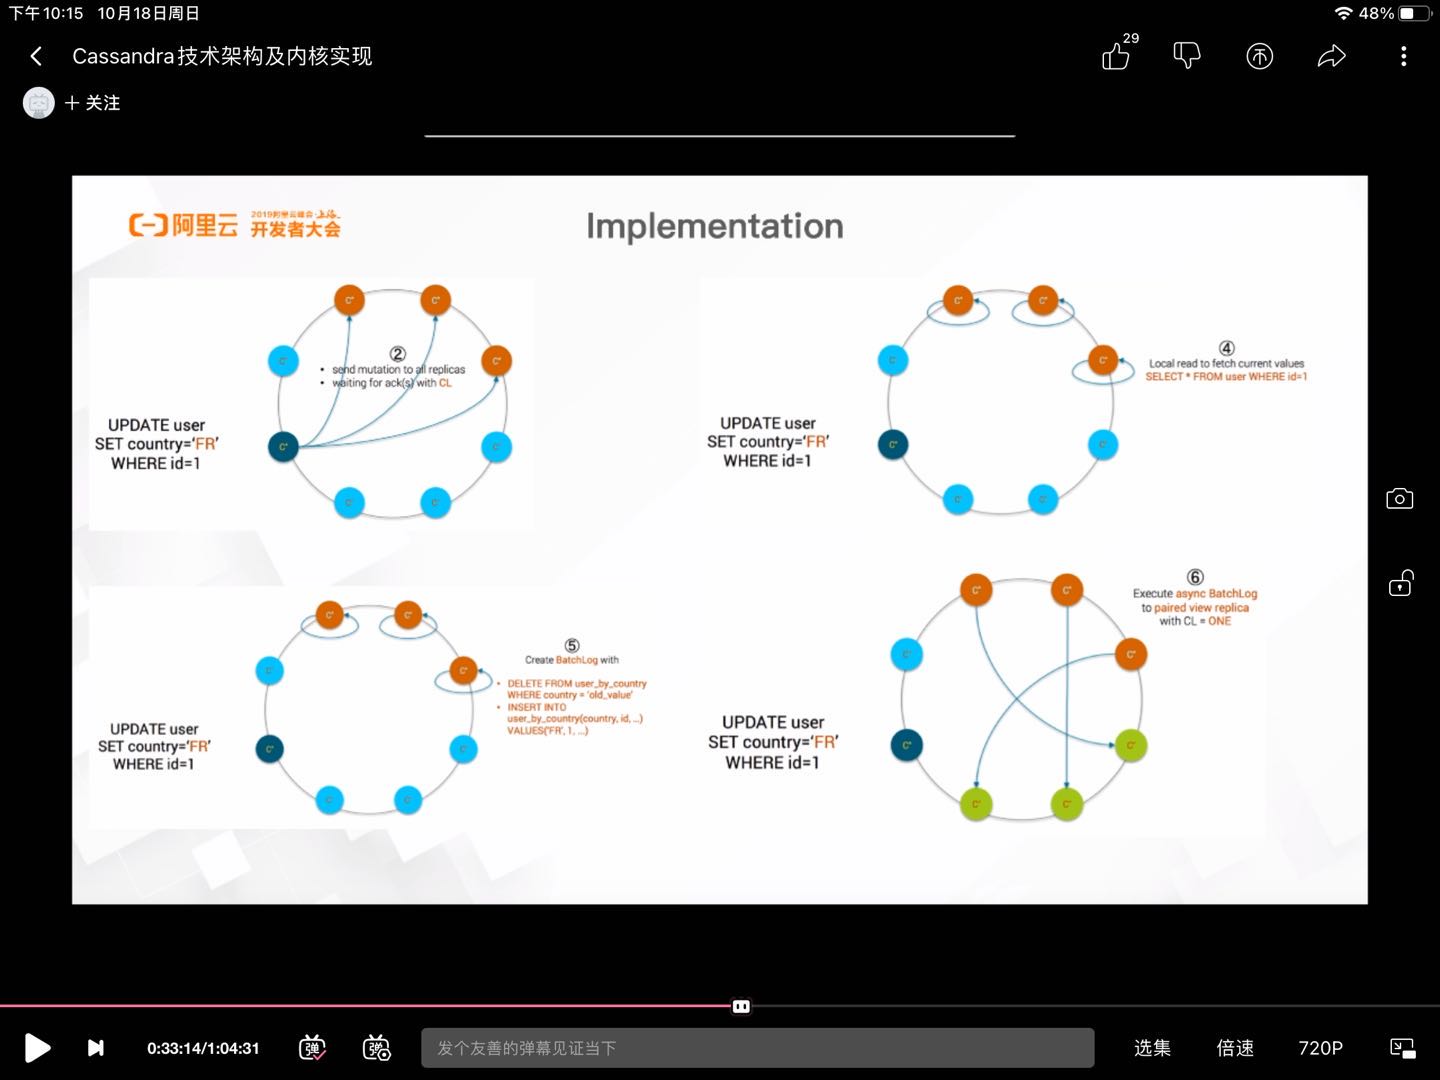 下午10:15 10月18日周日
48%
Cassandra技术架构及内核实现
29
+ 关注
阿里云
2019阿里云峰会·上海
开发者大会
Implementation
②
• send mutation to all replicas
• waiting for ack(s) with CL
UPDATE user
SET country='FR'
WHERE id=1
④
Local read to fetch current values
SELECT * FROM user WHERE id=1
UPDATE user
SET country='FR'
WHERE id=1
⑤
Create BatchLog with
• DELETE FROM user_by_country
WHERE country = 'old_value'
• INSERT INTO
user_by_country(country, id, ...)
VALUES('FR', 1, ...)
UPDATE user
SET country='FR'
WHERE id=1
⑥
Execute async BatchLog
to paired view replica
with CL = ONE
UPDATE user
SET country='FR'
WHERE id=1
0:33:14/1:04:31
弹
弹
发个友善的弹幕见证当下
选集
倍速
720P